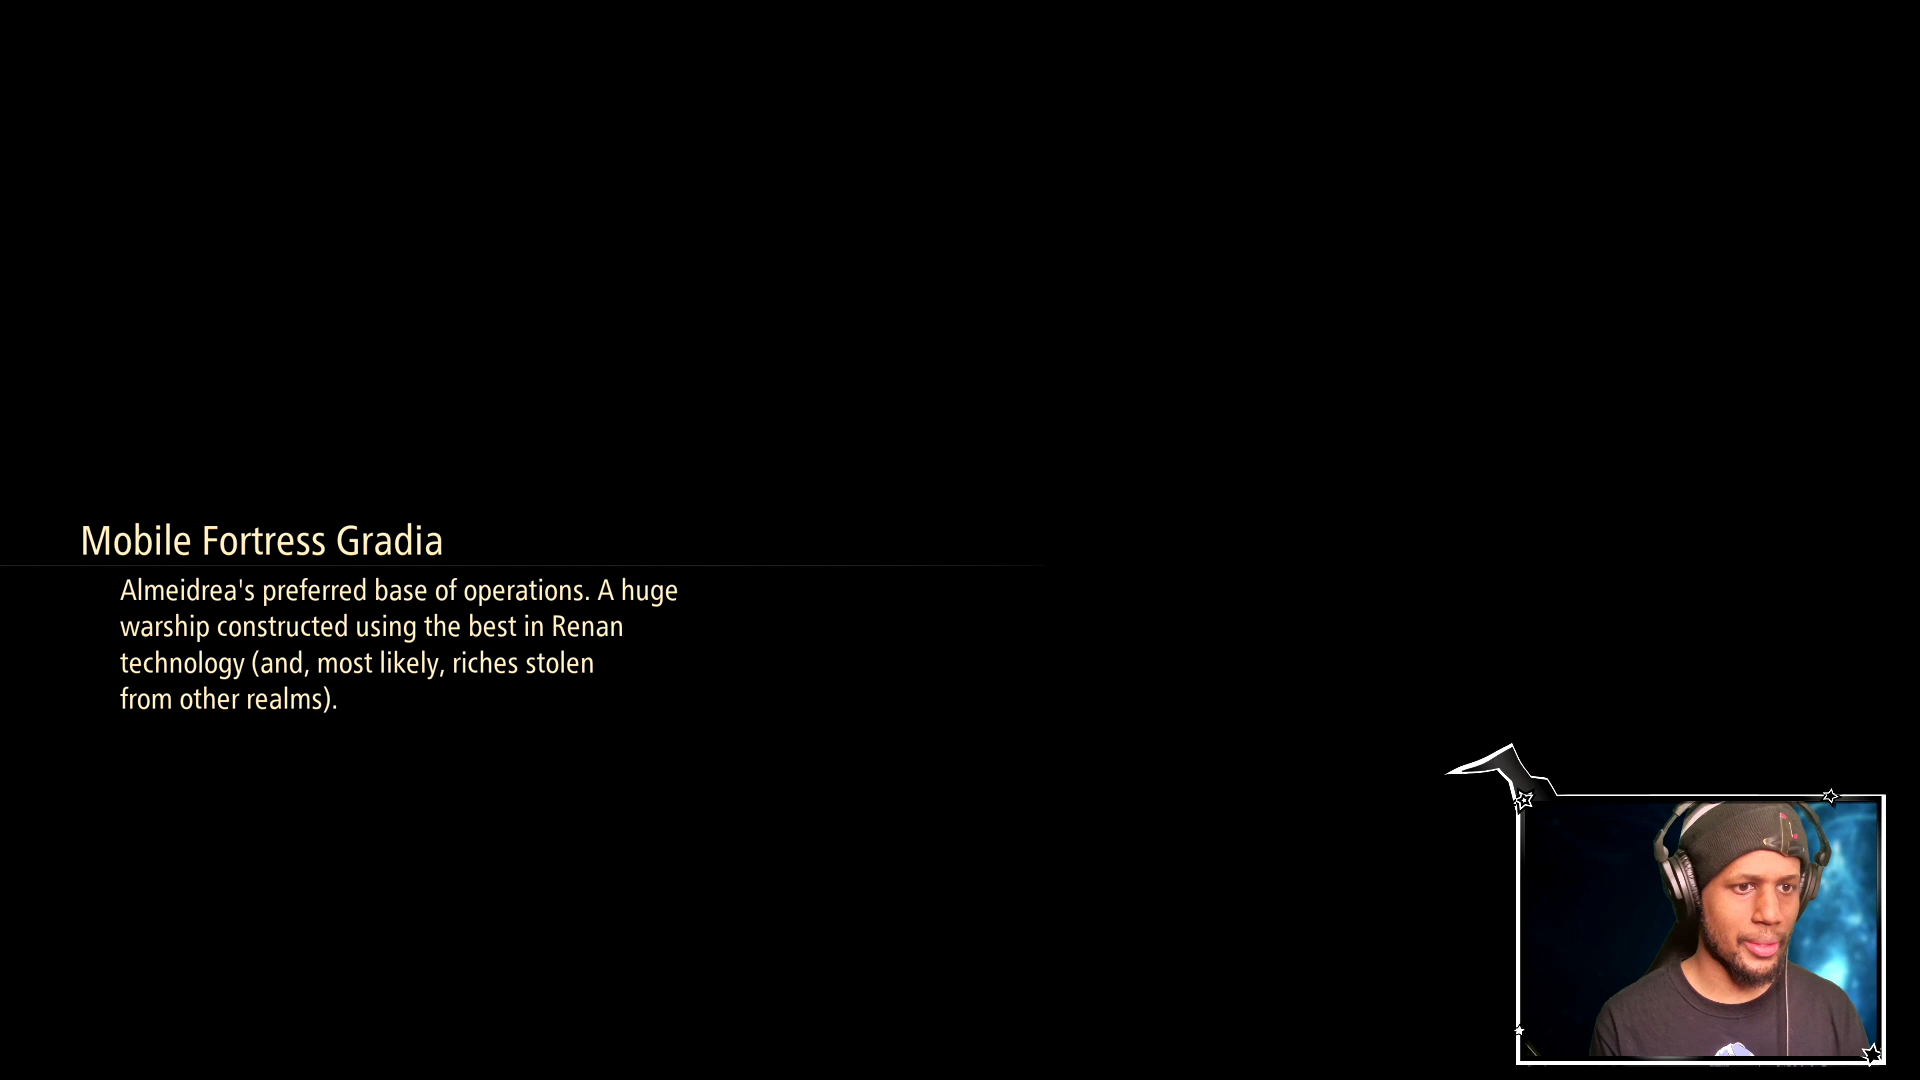 Mobile Fortress Gradia
Almeidrea's preferred base of operations. A huge
warship constructed using the best in Renan
technology (and, most likely, riches stolen
from other realms).